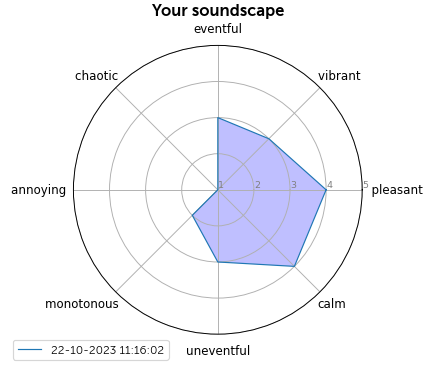 Your soundscape
eventful
chaotic
vibrant
annoying
1
2
3
4
5
pleasant
monotonous
calm
uneventful
22-10-2023 11:16:02